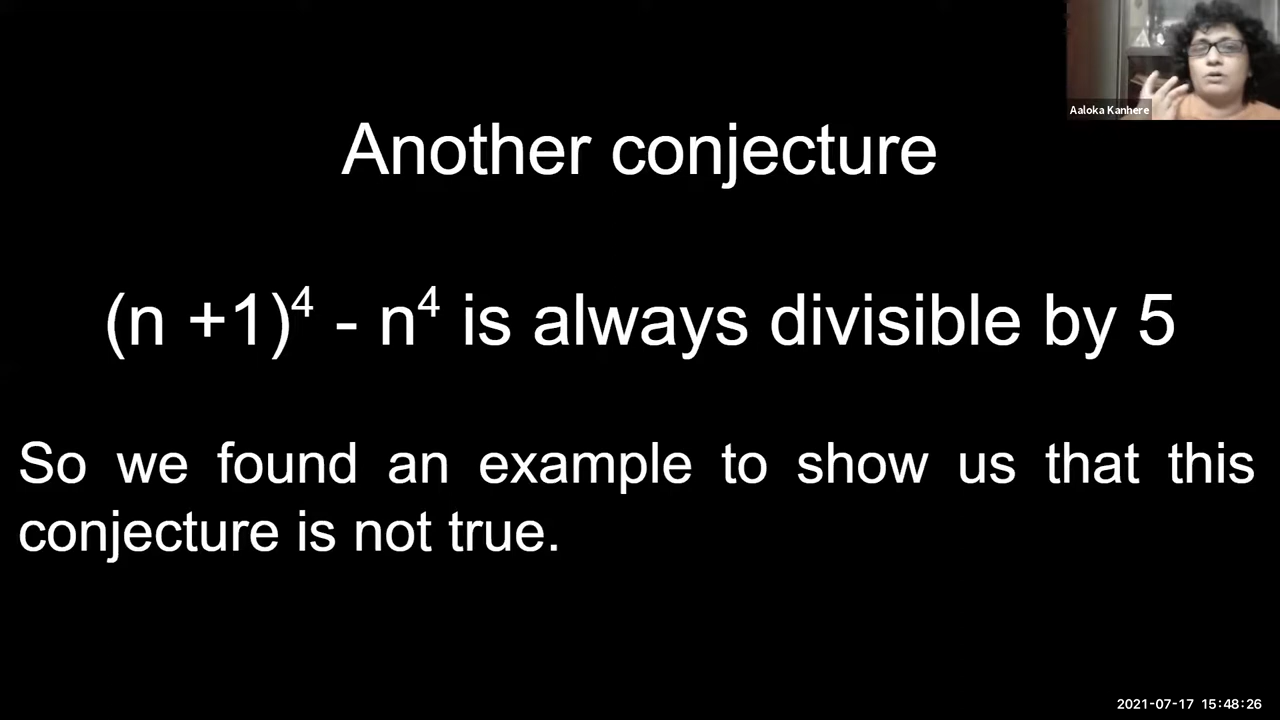 Aaloka Kanhere
Another conjecture
(n +1)⁴ - n⁴ is always divisible by 5
So we found an example to show us that this
conjecture is not true.
2021-07-17 15:48:26